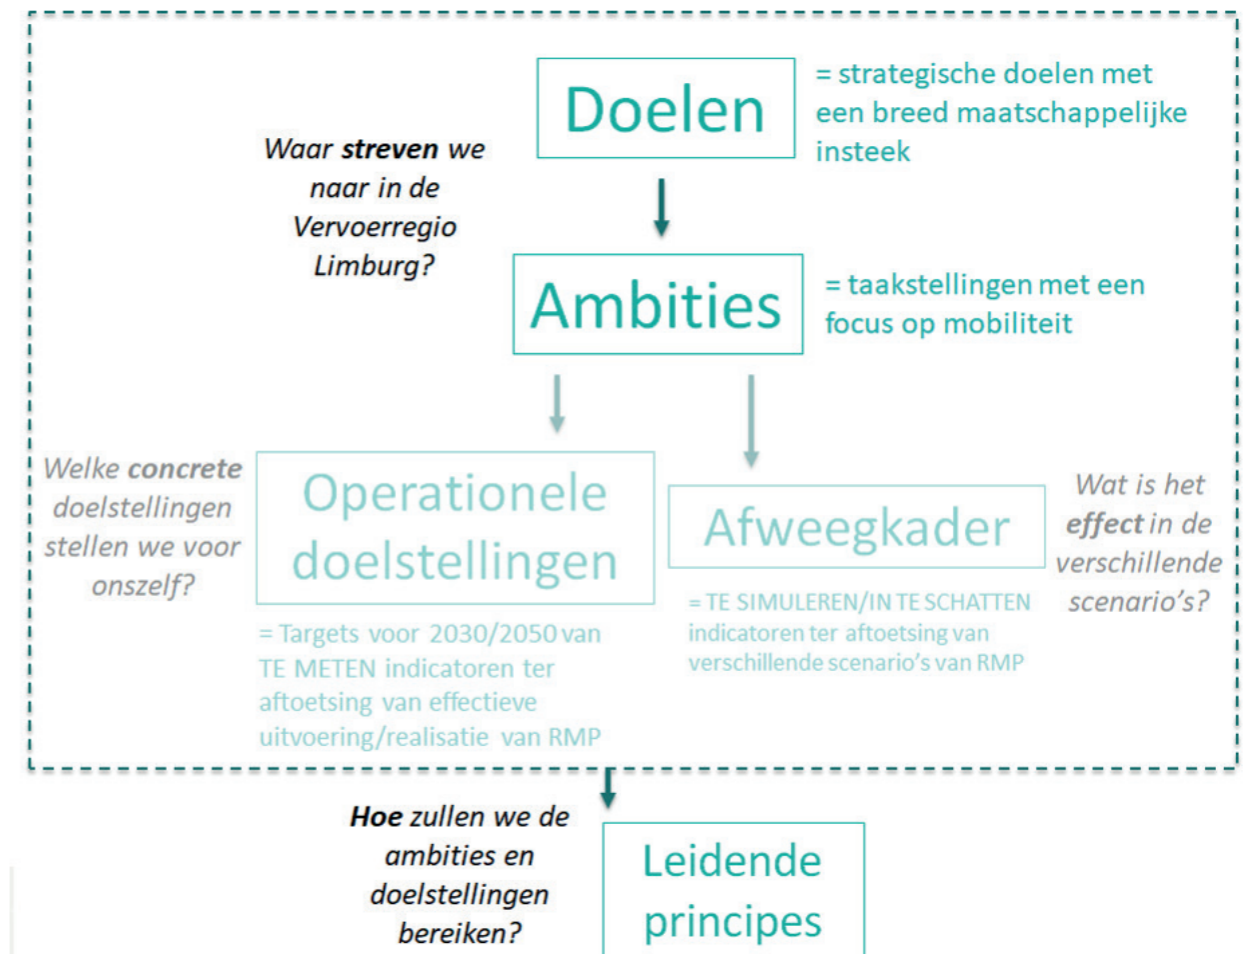 Doelen
= strategische doelen met
een breed maatschappelijke
insteek
Waar streven we
naar in de
Vervoerregio
Limburg?
Ambities
= taakstellingen met een
focus op mobiliteit
Welke concrete
doelstellingen
stellen we voor
onszelf?
Operationele
doelstellingen
= Targets voor 2030/2050 van
TE METEN indicatoren ter
aftoetsing van effectieve
uitvoering/realisatie van RMP
Afweegkader
= TE SIMULEREN/IN TE SCHATTEN
indicatoren ter aftoetsing van
verschillende scenario's van RMP
Wat is het
effect in de
verschillende
scenario's?
Hoe zullen we de
ambities en
doelstellingen
bereiken?
Leidende
principes